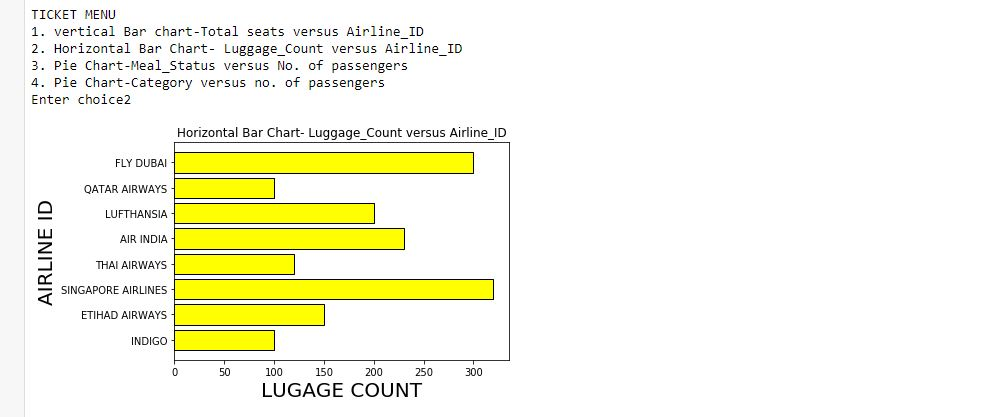 TICKET MENU
1. vertical Bar chart-Total seats versus Airline_ID
2. Horizontal Bar Chart- Luggage_Count versus Airline_ID
3. Pie Chart-Meal_Status versus No. of passengers
4. Pie Chart-Category versus no. of passengers
Enter choice2
Horizontal Bar Chart- Luggage_Count versus Airline_ID
FLY DUBAI
QATAR AIRWAYS
LUFTHANSIA
AIR INDIA
THAI AIRWAYS
SINGAPORE AIRLINES
ETIHAD AIRWAYS
INDIGO
AIRLINE ID
0 50 100 150 200 250 300
LUGAGE COUNT